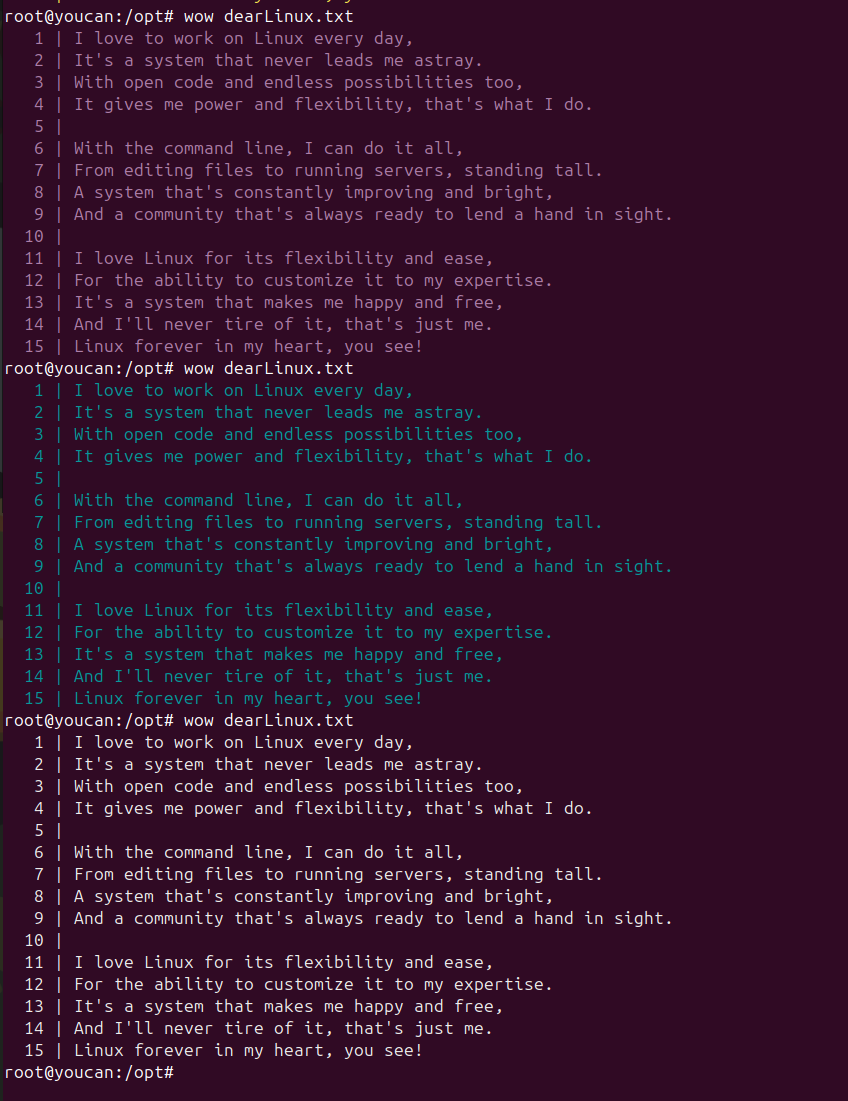 root@youcan:/opt# wow dearLinux.txt
1 | I love to work on Linux every day,
2 | It's a system that never leads me astray.
3 | With open code and endless possibilities too,
4 | It gives me power and flexibility, that's what I do.
5 |
6 | With the command line, I can do it all,
7 | From editing files to running servers, standing tall.
8 | A system that's constantly improving and bright,
9 | And a community that's always ready to lend a hand in sight.
10 |
11 | I love Linux for its flexibility and ease,
12 | For the ability to customize it to my expertise.
13 | It's a system that makes me happy and free,
14 | And I'll never tire of it, that's just me.
15 | Linux forever in my heart, you see!
root@youcan:/opt# wow dearLinux.txt
1 | I love to work on Linux every day,
2 | It's a system that never leads me astray.
3 | With open code and endless possibilities too,
4 | It gives me power and flexibility, that's what I do.
5 |
6 | With the command line, I can do it all,
7 | From editing files to running servers, standing tall.
8 | A system that's constantly improving and bright,
9 | And a community that's always ready to lend a hand in sight.
10 |
11 | I love Linux for its flexibility and ease,
12 | For the ability to customize it to my expertise.
13 | It's a system that makes me happy and free,
14 | And I'll never tire of it, that's just me.
15 | Linux forever in my heart, you see!
root@youcan:/opt# wow dearLinux.txt
1 | I love to work on Linux every day,
2 | It's a system that never leads me astray.
3 | With open code and endless possibilities too,
4 | It gives me power and flexibility, that's what I do.
5 |
6 | With the command line, I can do it all,
7 | From editing files to running servers, standing tall.
8 | A system that's constantly improving and bright,
9 | And a community that's always ready to lend a hand in sight.
10 |
11 | I love Linux for its flexibility and ease,
12 | For the ability to customize it to my expertise.
13 | It's a system that makes me happy and free,
14 | And I'll never tire of it, that's just me.
15 | Linux forever in my heart, you see!
root@youcan:/opt#